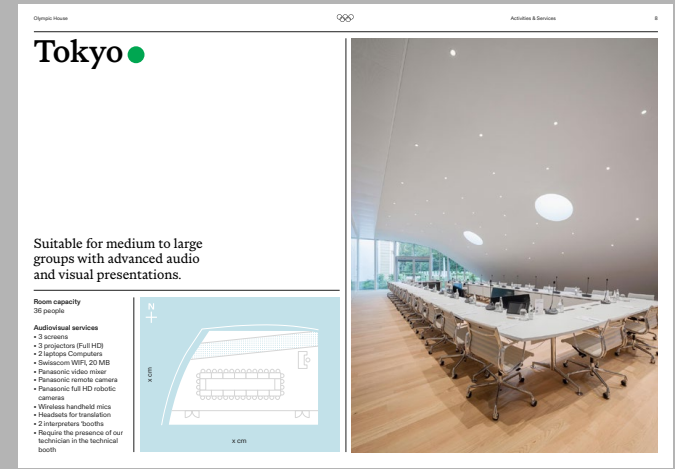 Olympic House
Activities & Services
8
Tokyo
Suitable for medium to large
groups with advanced audio
and visual presentations.
Room capacity
36 people
Audiovisual services
• 3 screens
• 3 projectors (Full HD)
• 2 laptops Computers
• Swisscom WIFI, 20 MB
• Panasonic video mixer
• Panasonic remote camera
• Panasonic full HD robotic
cameras
• Wireless handheld mics
• Headsets for translation
• 2 interpreters 'booths
• Require the presence of our
technician in the technical
booth
N
x cm
x cm